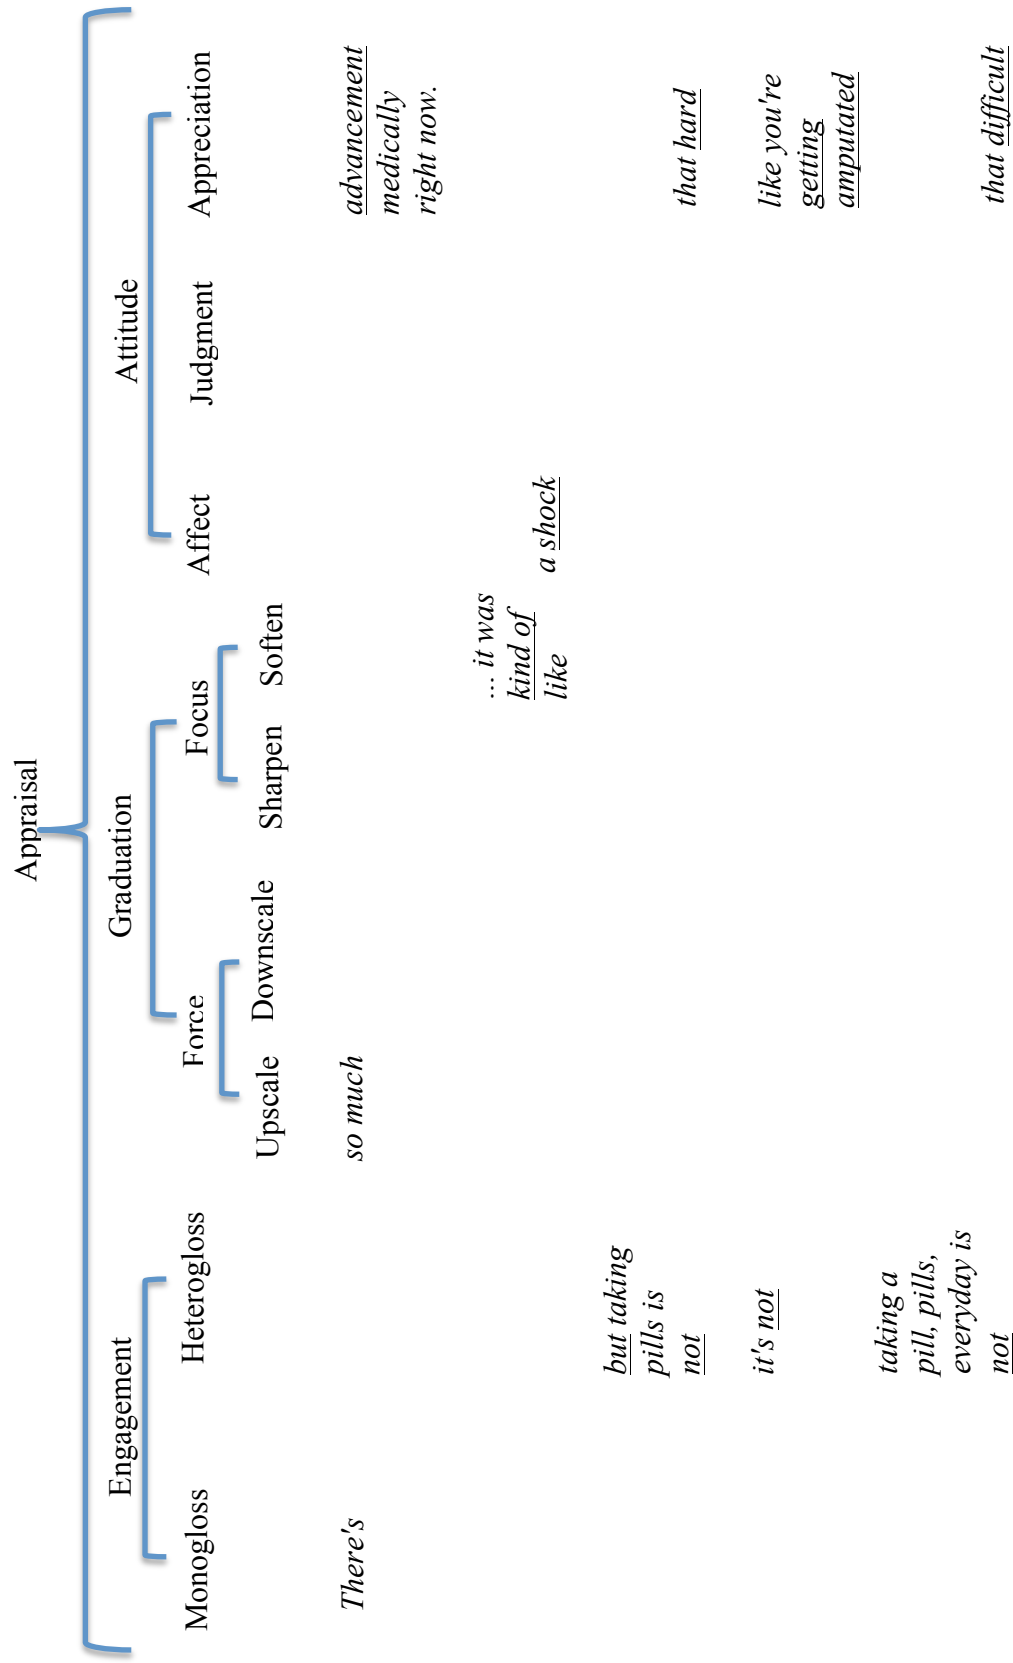 Appraisal
Engagement
Graduation
Attitude
Monogloss
Heterogloss
Force
Focus
Affect
Judgment
Appreciation
Upscale
Downscale
Sharpen
Soften
There's
so much
advancement
medically
right now.
... it was
kind of
like
a shock
but taking
pills is
not
that hard
it's not
like you're
getting
amputated
taking a
pill, pills,
everyday is
not
that difficult